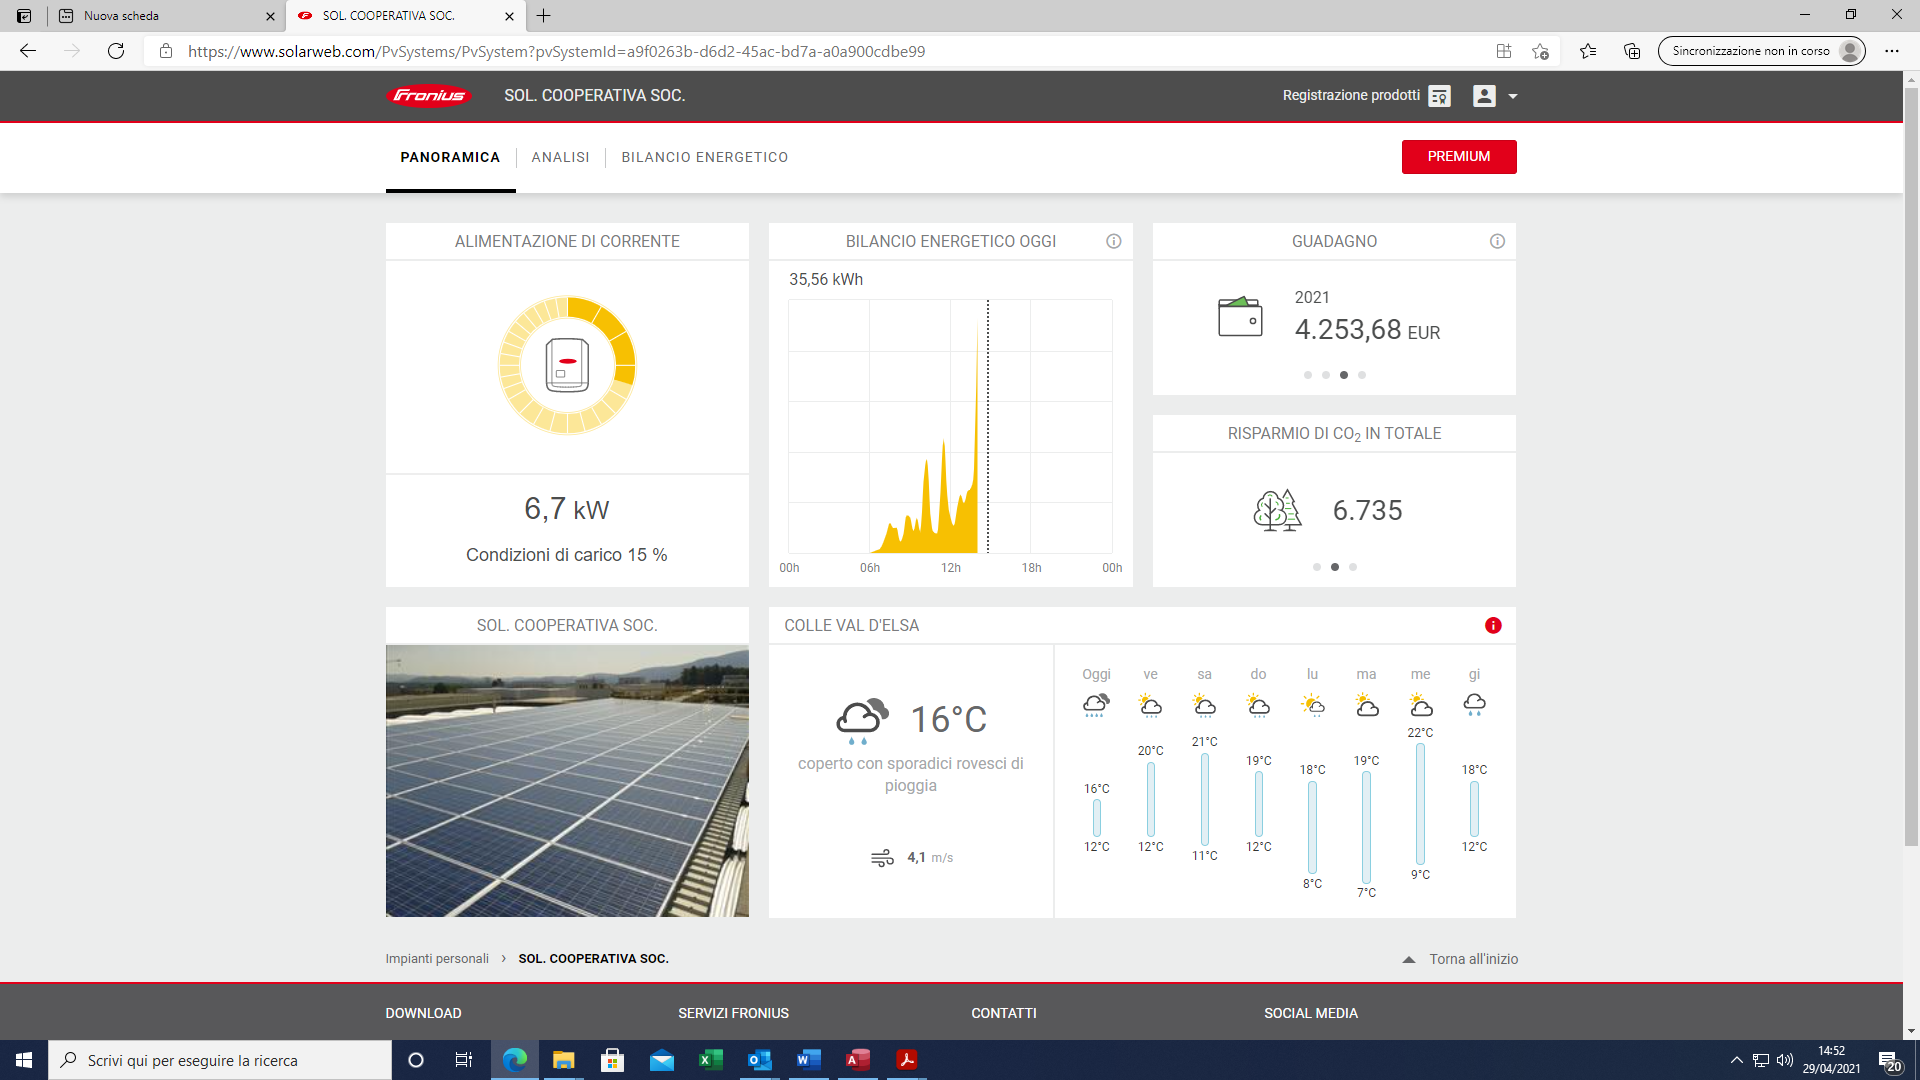 Nuova scheda
SOL. COOPERATIVA SOC.
https://www.solarweb.com/PvSystems/PvSystem?pvSystemId=a9f0263b-d6d2-45ac-bd7a-a0a900cdbe99
Sincronizzazione non in corso
Fronius
SOL. COOPERATIVA SOC.
Registrazione prodotti
PANORAMICA
ANALISI
BILANCIO ENERGETICO
PREMIUM
ALIMENTAZIONE DI CORRENTE
6,7 kW
Condizioni di carico 15 %
BILANCIO ENERGETICO OGGI
35,56 kWh
00h 06h 12h 18h 00h
GUADAGNO
2021
4.253,68 EUR
RISPARMIO DI CO2 IN TOTALE
6.735
SOL. COOPERATIVA SOC.
COLLE VAL D'ELSA
16°C
coperto con sporadici rovesci di
pioggia
4,1 m/s
Oggi ve sa do lu ma me gi
16°C 20°C 21°C 19°C 18°C 19°C 22°C 18°C
12°C 12°C 11°C 12°C 8°C 7°C 9°C 12°C
Impianti personali > SOL. COOPERATIVA SOC.
Torna all'inizio
DOWNLOAD
SERVIZI FRONIUS
CONTATTI
SOCIAL MEDIA
Scrivi qui per eseguire la ricerca
14:52
29/04/2021
20